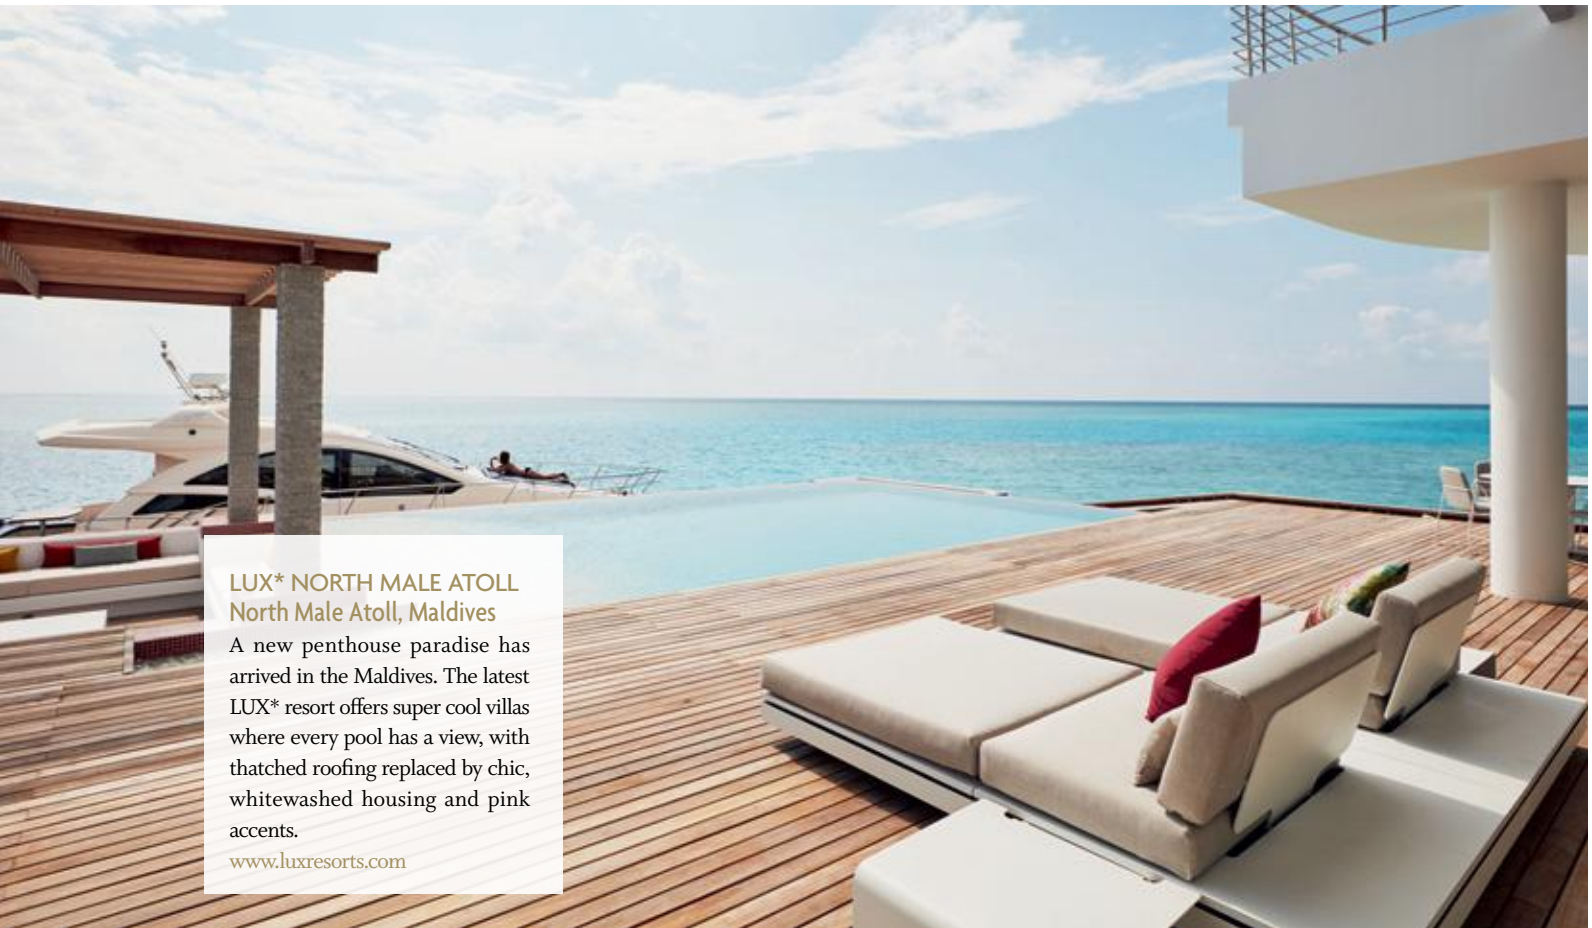 LUX* NORTH MALE ATOLL
North Male Atoll, Maldives
A new penthouse paradise has
arrived in the Maldives. The latest
LUX* resort offers super cool villas
where every pool has a view, with
thatched roofing replaced by chic,
whitewashed housing and pink
accents.
www.luxresorts.com